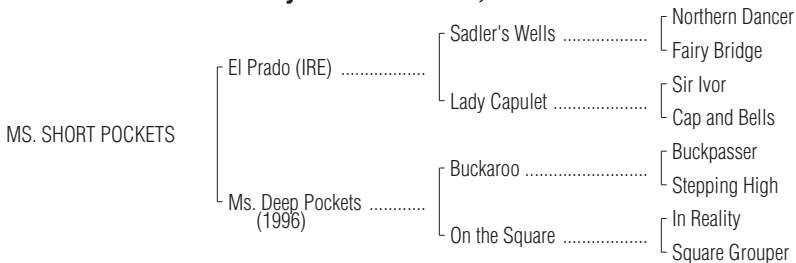 Northern Dancer
Sadler's Wells ..................
Fairy Bridge
El Prado (IRE) ..................
Sir Ivor
Lady Capulet ....................
Cap and Bells
MS. SHORT POCKETS
Buckpasser
Buckaroo ..........................
Stepping High
Ms. Deep Pockets ............
(1996)
In Reality
On the Square ..................
Square Grouper